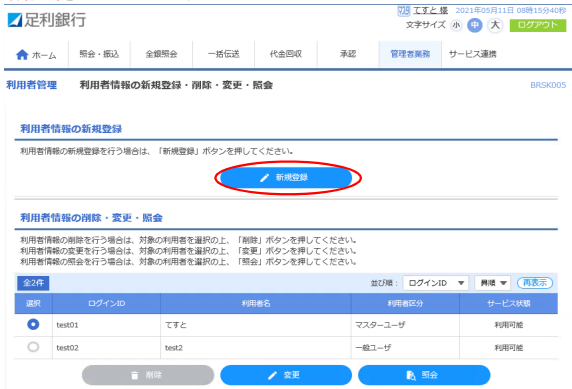 てすと 様 2021年05月11日 08時15分40秒
足利銀行
文字サイズ 小 中 大 ログアウト
ホーム 照会・振込 全銀照会 一括伝送 代金回収 承認 管理者業務 サービス連携
利用者管理 利用者情報の新規登録・削除・変更・照会 BRSK005
利用者情報の新規登録
利用者情報の新規登録を行う場合は、「新規登録」ボタンを押してください。
新規登録
利用者情報の削除・変更・照会
利用者情報の削除を行う場合は、対象の利用者を選択の上、「削除」ボタンを押してください。
利用者情報の変更を行う場合は、対象の利用者を選択の上、「変更」ボタンを押してください。
利用者情報の照会を行う場合は、対象の利用者を選択の上、「照会」ボタンを押してください。
全2件 並び順: ログインID ▼ 昇順 ▼ 再表示
選択 ログインID 利用者名 利用者区分 サービス状態
test01 てすと マスターユーザ 利用可能
test02 test2 一般ユーザ 利用可能
削除 変更 照会